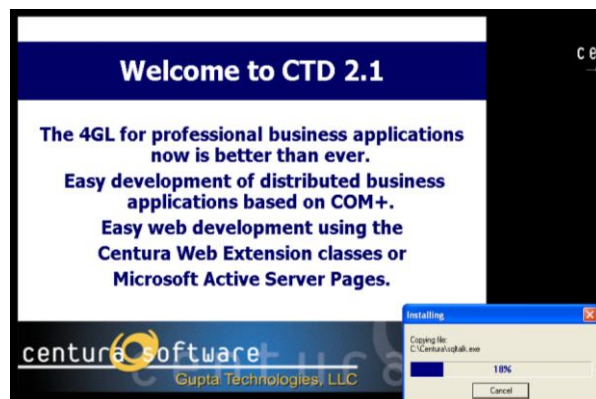 Welcome to CTD 2.1
The 4GL for professional business applications
now is better than ever.
Easy development of distributed business
applications based on COM+.
Easy web development using the
Centura Web Extension classes or
Microsoft Active Server Pages.
centura software
Gupta Technologies, LLC
Installing
Copying file:
C:\Centura\sqltalk.exe
18%
Cancel